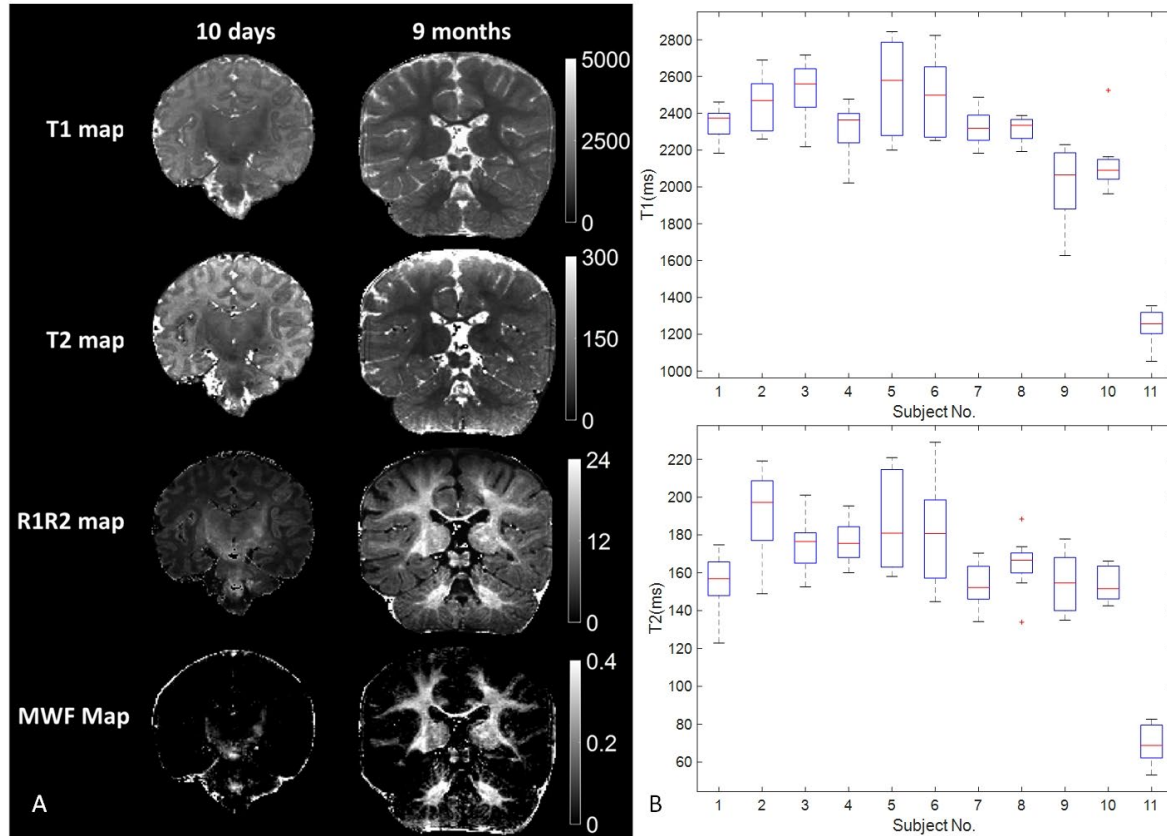 10 days 9 months
T1 map
5000
2500
0
T2 map
300
150
0
R1R2 map
24
12
0
MWF Map
0.4
0.2
0
A
T1(ms)
2800
2600
2400
2200
2000
1800
1600
1400
1200
1000
1 2 3 4 5 6 7 8 9 10 11
Subject No.
T2(ms)
220
200
180
160
140
120
100
80
60
1 2 3 4 5 6 7 8 9 10 11
Subject No.
B